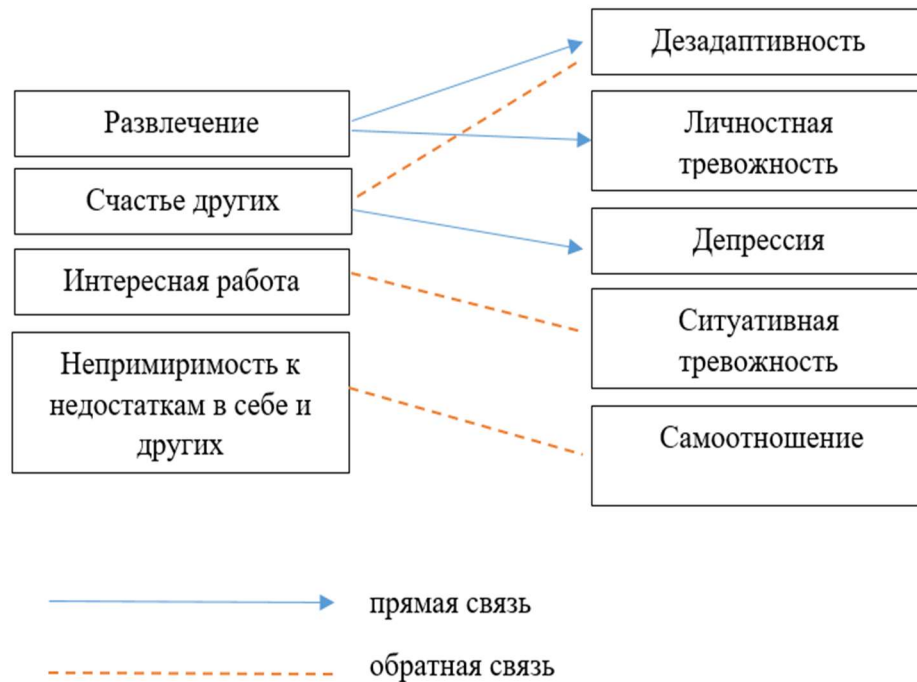 Развлечение
Счастье других
Интересная работа
Непримиримость к
недостаткам в себе и
других
Дезадаптивность
Личностная
тревожность
Депрессия
Ситуативная
тревожность
Самоотношение
прямая связь
обратная связь